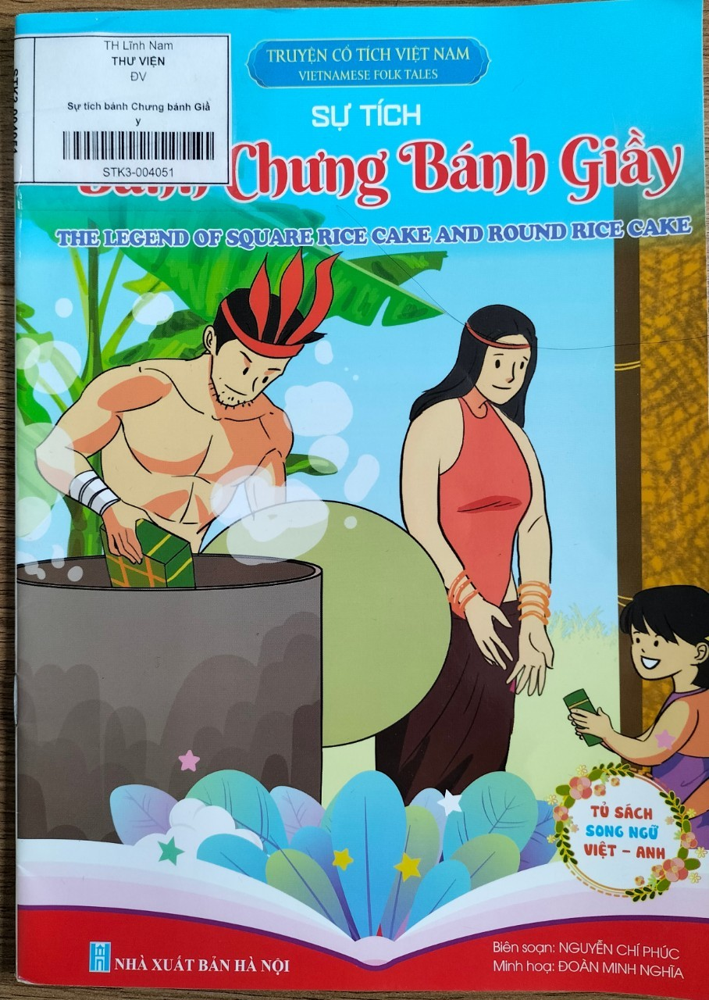 TH Lĩnh Nam
THƯ VIỆN
ĐV
Sự tích bánh Chưng bánh Giầ
y
STK3-004051
TRUYỆN CỔ TÍCH VIỆT NAM
VIETNAMESE FOLK TALES
SỰ TÍCH
Bánh Chưng Bánh Giầy
THE LEGEND OF SQUARE RICE CAKE AND ROUND RICE CAKE
TỦ SÁCH
SONG NGỮ
VIỆT – ANH
NHÀ XUẤT BẢN HÀ NỘI
Biên soạn: NGUYỄN CHÍ PHÚC
Minh hoạ: ĐOÀN MINH NGHĨA